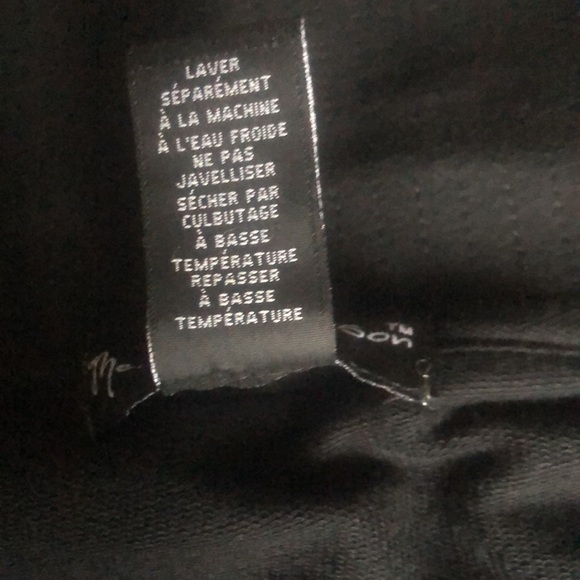 LAVER
SÉPARÉMENT
À LA MACHINE
À L'EAU FROIDE
NE PAS
JAVELLISER
SÉCHER PAR
CULBUTAGE
À BASSE
TEMPÉRATURE
REPASSER
À BASSE
TEMPÉRATURE